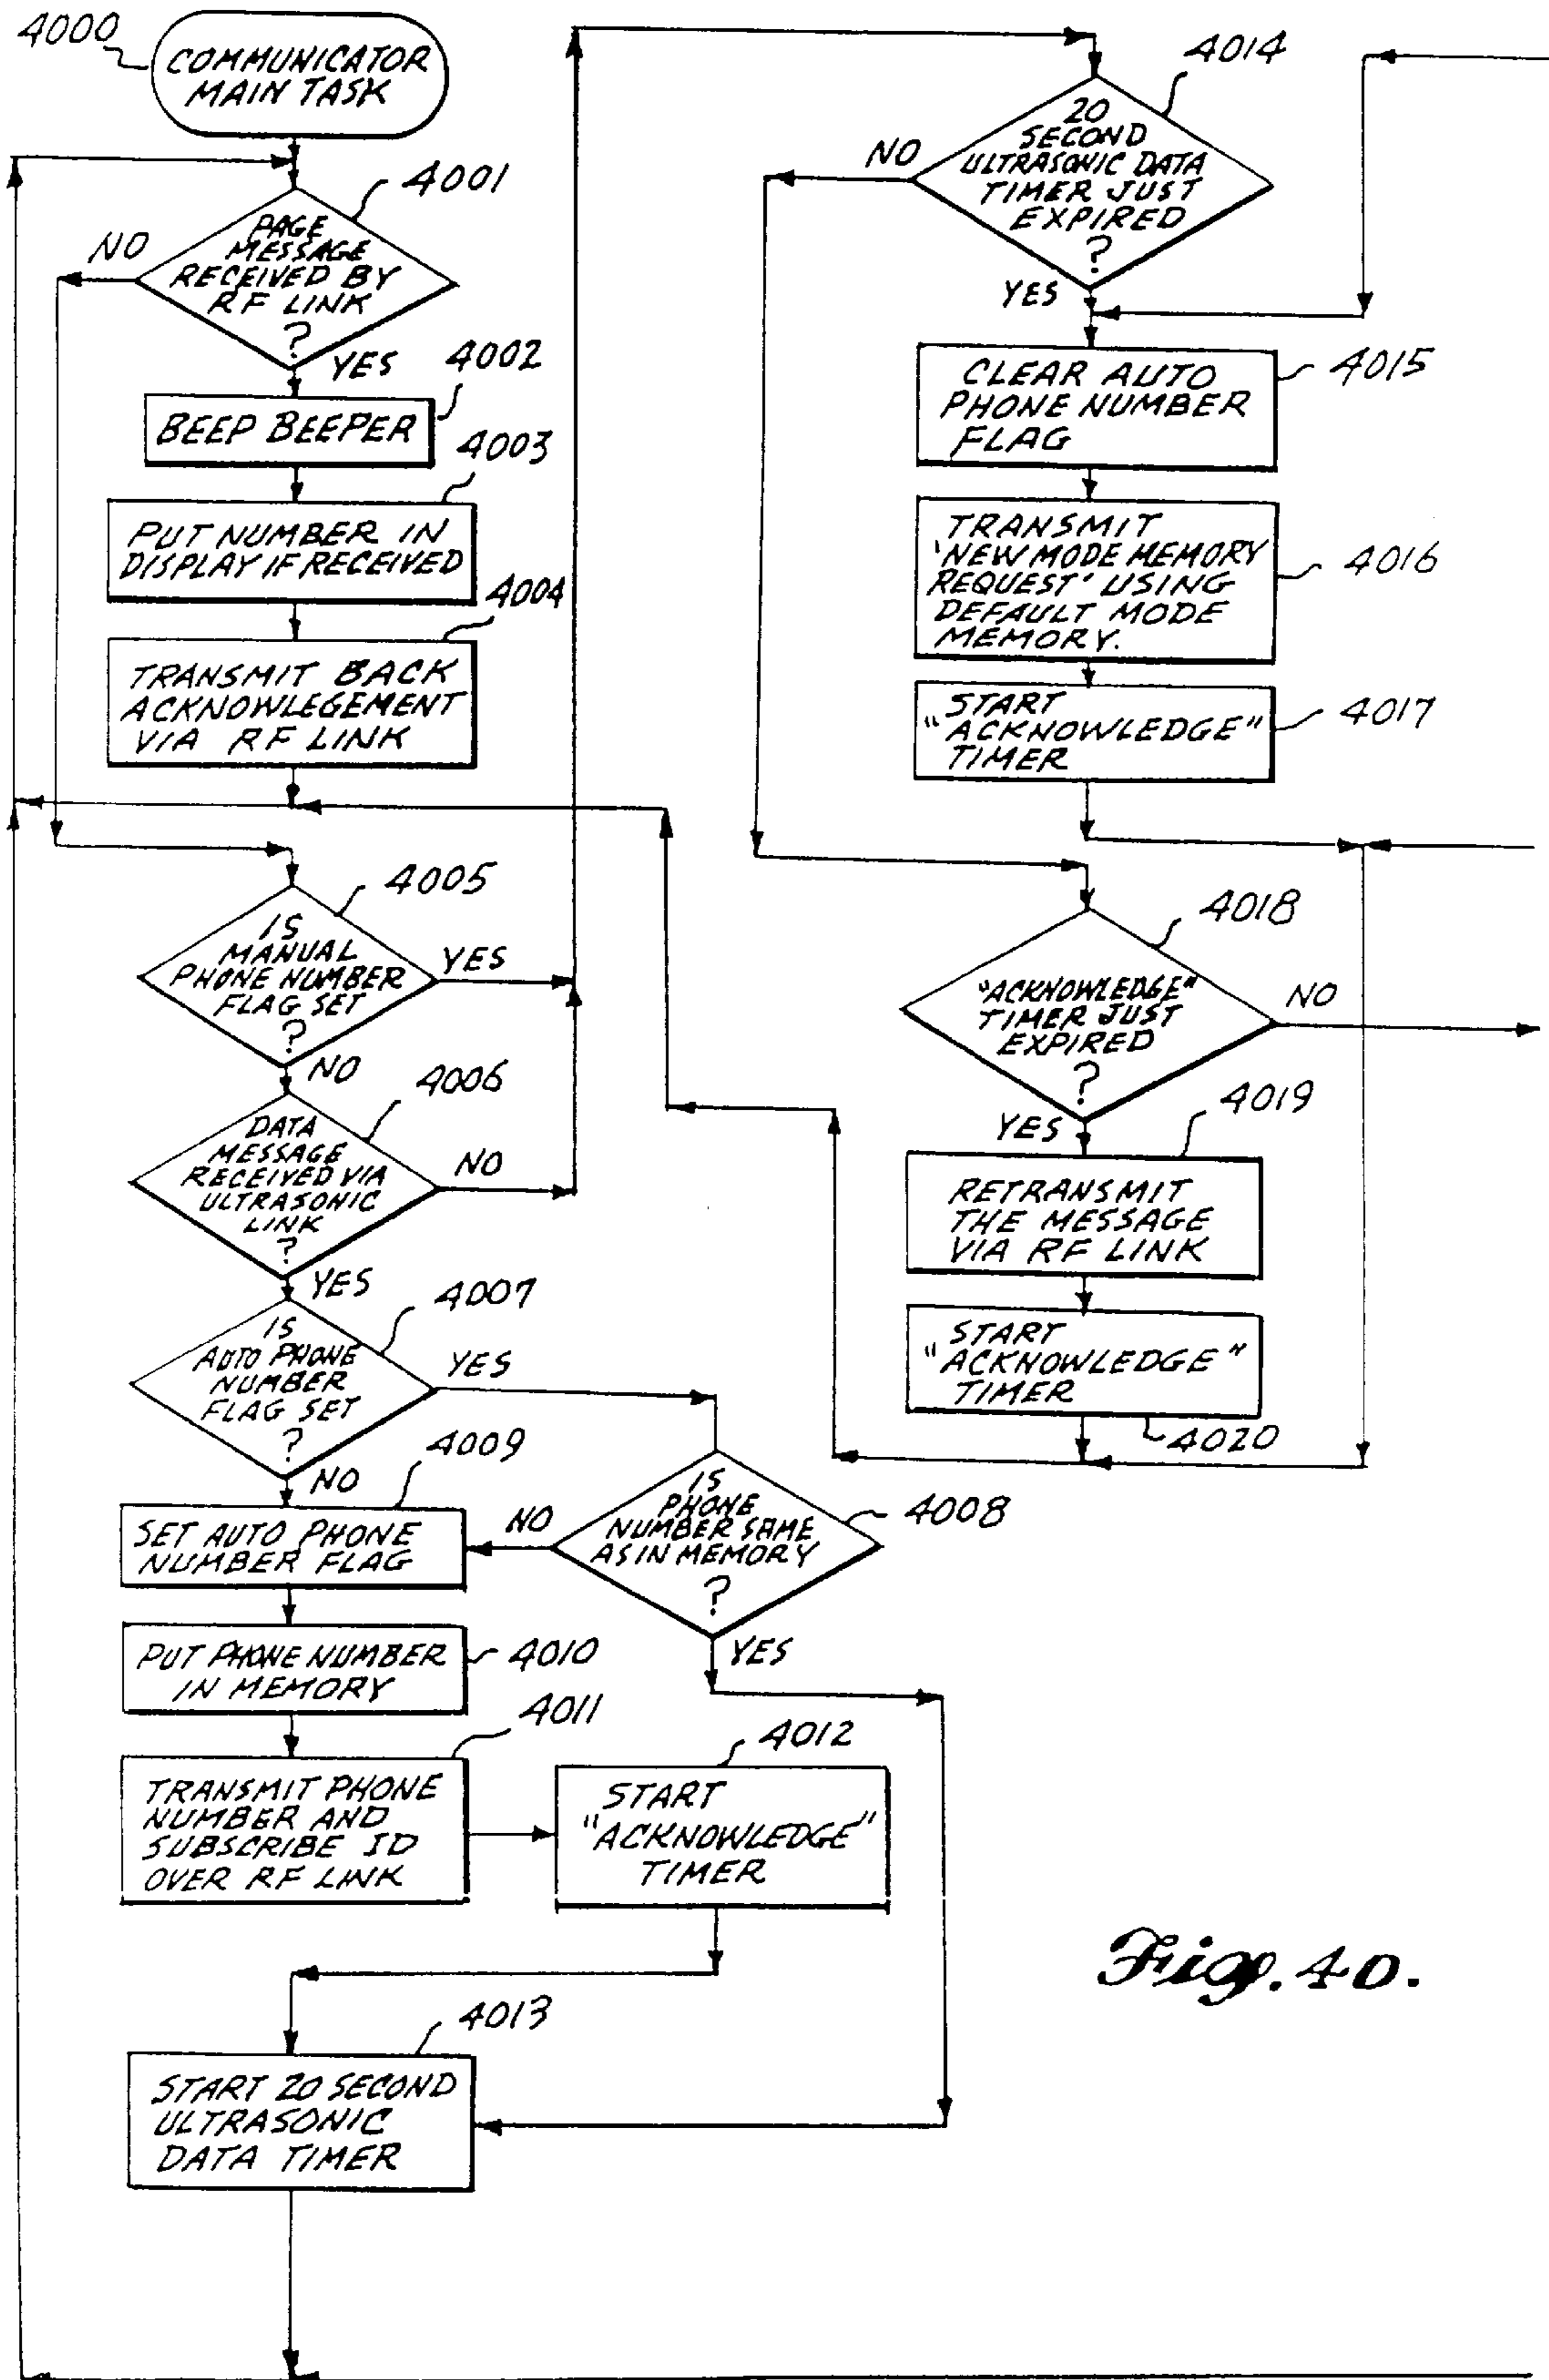 4000
COMMUNICATOR
MAIN TASK
4001
PAGE
MESSAGE
RECEIVED BY
RF LINK
?
NO
YES
4002
BEEP BEEPER
4003
PUT NUMBER IN
DISPLAY IF RECEIVED
4004
TRANSMIT BACK
ACKNOWLEGEMENT
VIA RF LINK
4005
IS
MANUAL
PHONE NUMBER
FLAG SET
?
YES
NO
4006
DATA
MESSAGE
RECEIVED VIA
ULTRASONIC
LINK
?
NO
YES
4007
IS
AUTO PHONE
NUMBER
FLAG SET
?
YES
NO
4008
IS
PHONE
NUMBER SAME
AS IN MEMORY
?
NO
YES
4009
SET AUTO PHONE
NUMBER FLAG
4010
PUT PHONE NUMBER
IN MEMORY
4011
TRANSMIT PHONE
NUMBER AND
SUBSCRIBE ID
OVER RF LINK
4012
START
"ACKNOWLEDGE"
TIMER
4013
START 20 SECOND
ULTRASONIC
DATA TIMER
4014
20
SECOND
ULTRASONIC DATA
TIMER JUST
EXPIRED
?
NO
YES
4015
CLEAR AUTO
PHONE NUMBER
FLAG
4016
TRANSMIT
'NEW MODE MEMORY
REQUEST' USING
DEFAULT MODE
MEMORY.
4017
START
"ACKNOWLEDGE"
TIMER
4018
"ACKNOWLEDGE"
TIMER JUST
EXPIRED
?
NO
YES
4019
RETRANSMIT
THE MESSAGE
VIA RF LINK
START
"ACKNOWLEDGE"
TIMER
4020
Fig. 40.